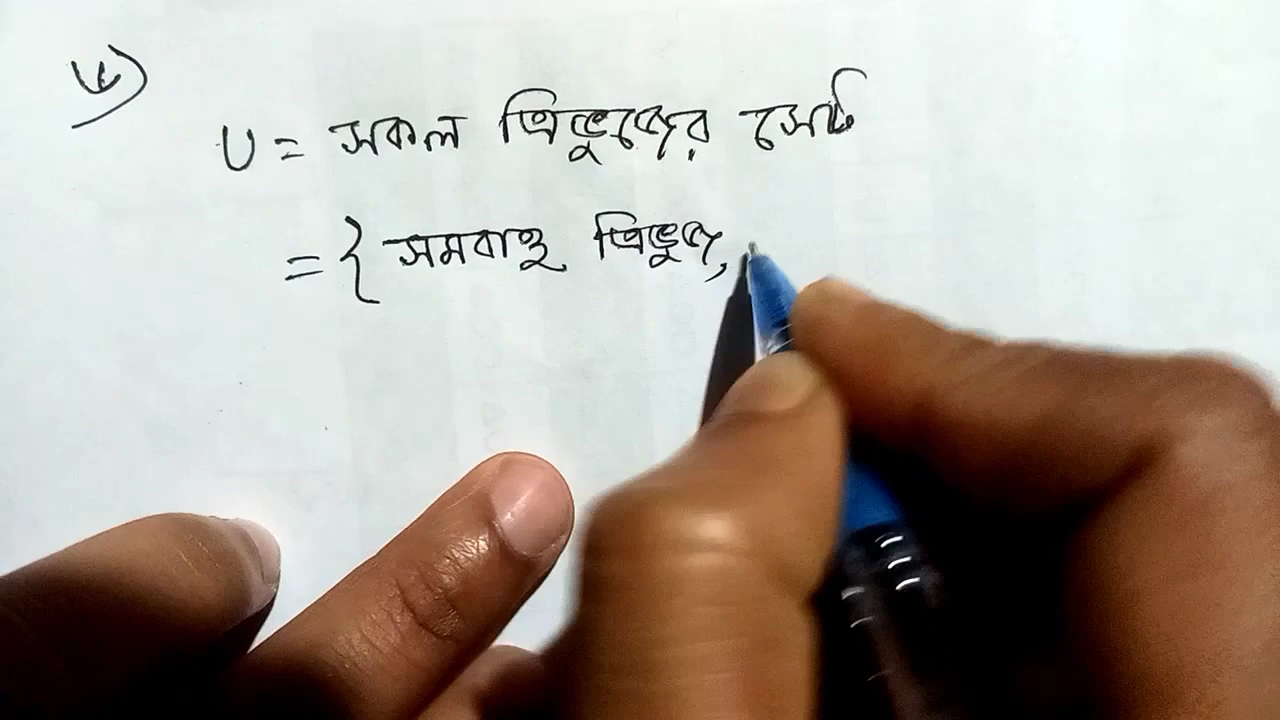 ৬)
U = সকল ত্রিভুজের সেট
= { সমবাহু ত্রিভুজ,